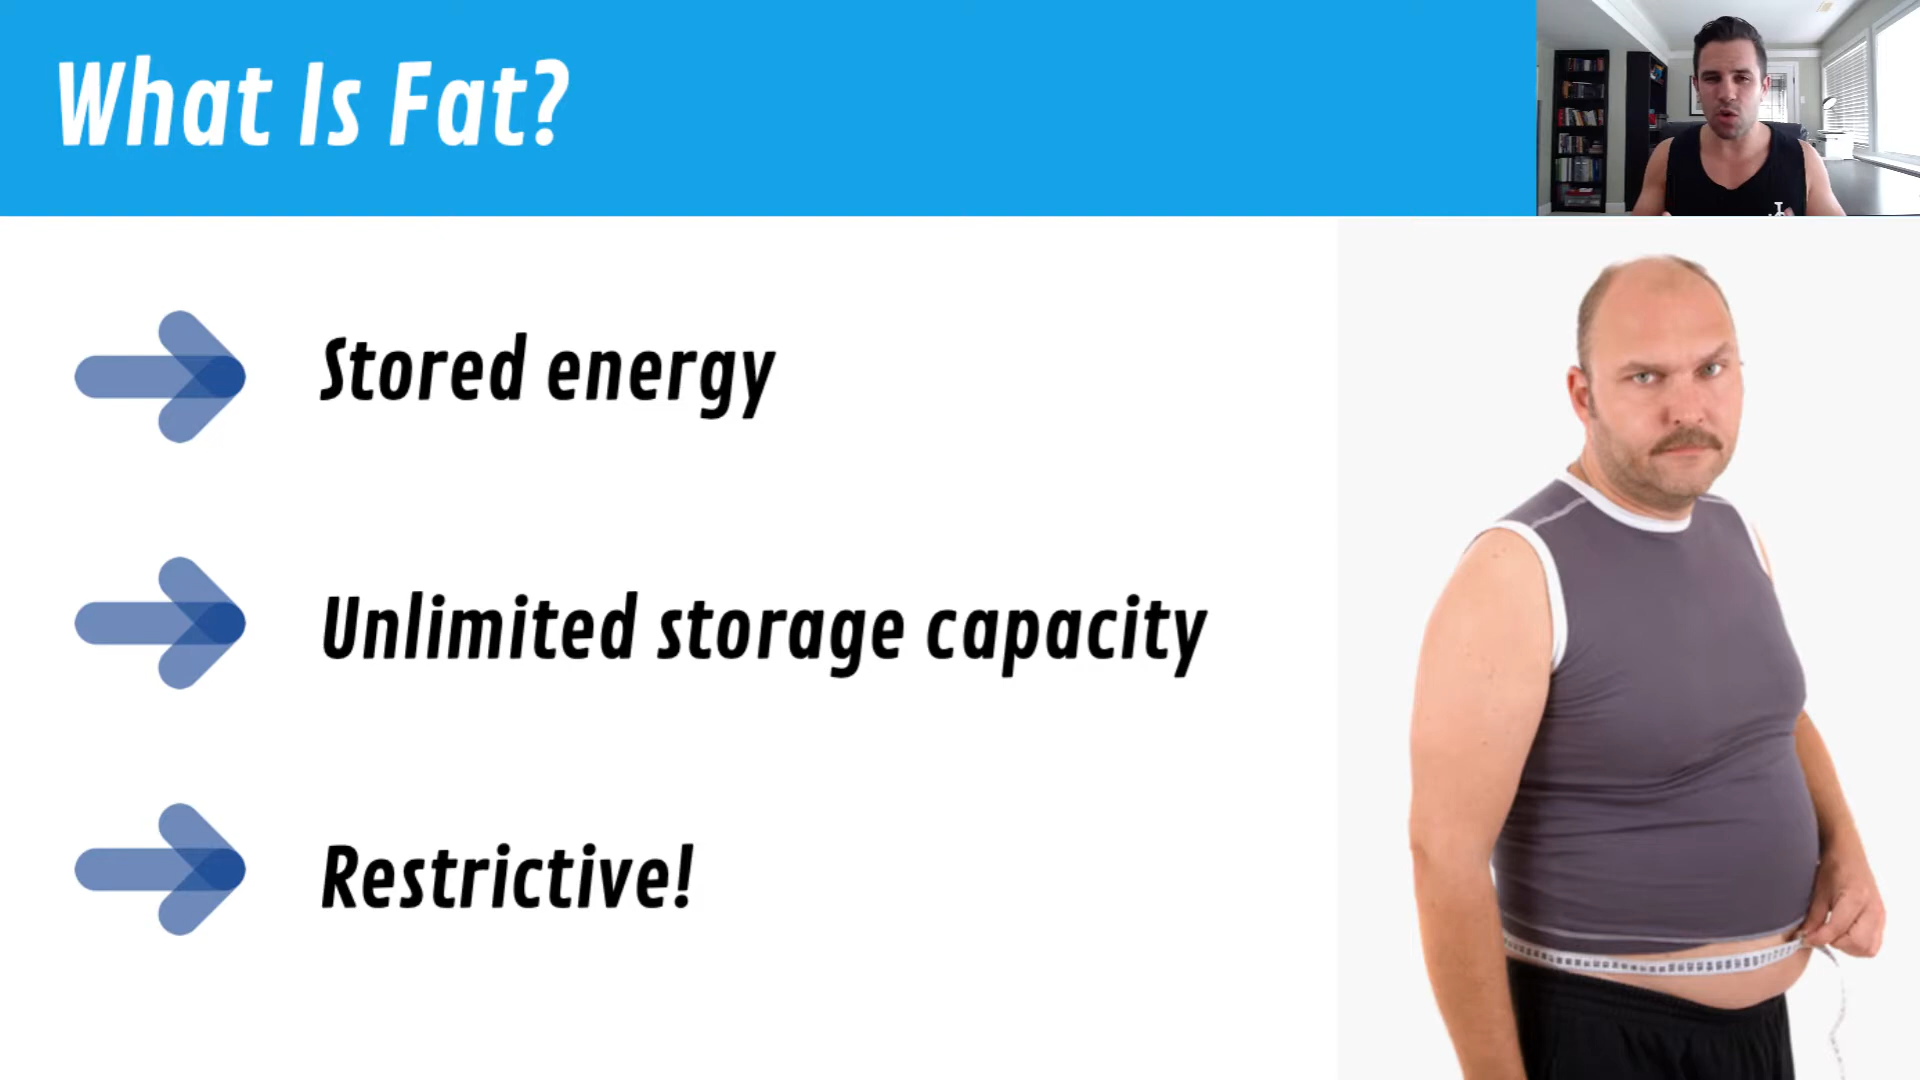 What Is Fat?
Stored energy
Unlimited storage capacity
Restrictive!